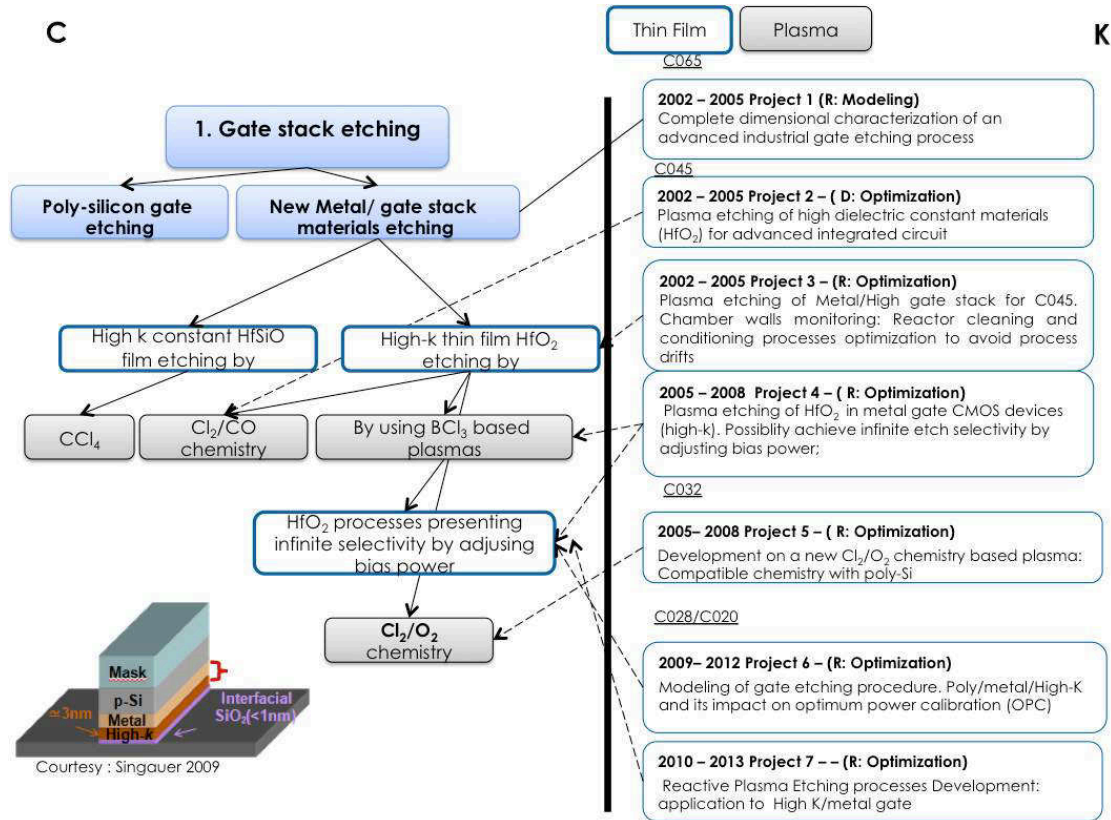 C
Thin Film
Plasma
K
C065
1. Gate stack etching
Poly-silicon gate
etching
New Metal/ gate stack
materials etching
High k constant HfSiO
film etching by
High-k thin film HfO₂
etching by
CCl₄
Cl₂/CO
chemistry
By using BCl₃ based
plasmas
HfO₂ processes presenting
infinite selectivity by adjusing
bias power
Cl₂/O₂
chemistry
Mask
p-Si
Metal
High-k
≃3nm
Interfacial
SiO₂(<1nm)
Courtesy : Singauer 2009
2002 – 2005 Project 1 (R: Modeling)
Complete dimensional characterization of an
advanced industrial gate etching process
C045
2002 – 2005 Project 2 – ( D: Optimization)
Plasma etching of high dielectric constant materials
(HfO₂) for advanced integrated circuit
2002 – 2005 Project 3 – (R: Optimization)
Plasma etching of Metal/High gate stack for C045.
Chamber walls monitoring: Reactor cleaning and
conditioning processes optimization to avoid process
drifts
2005 – 2008 Project 4 – ( R: Optimization)
Plasma etching of HfO₂ in metal gate CMOS devices
(high-k). Possiblity achieve infinite etch selectivity by
adjusting bias power;
C032
2005– 2008 Project 5 – ( R: Optimization)
Development on a new Cl₂/O₂ chemistry based plasma:
Compatible chemistry with poly-Si
C028/C020
2009– 2012 Project 6 – (R: Optimization)
Modeling of gate etching procedure. Poly/metal/High-K
and its impact on optimum power calibration (OPC)
2010 – 2013 Project 7 – – (R: Optimization)
Reactive Plasma Etching processes Development:
application to High K/metal gate